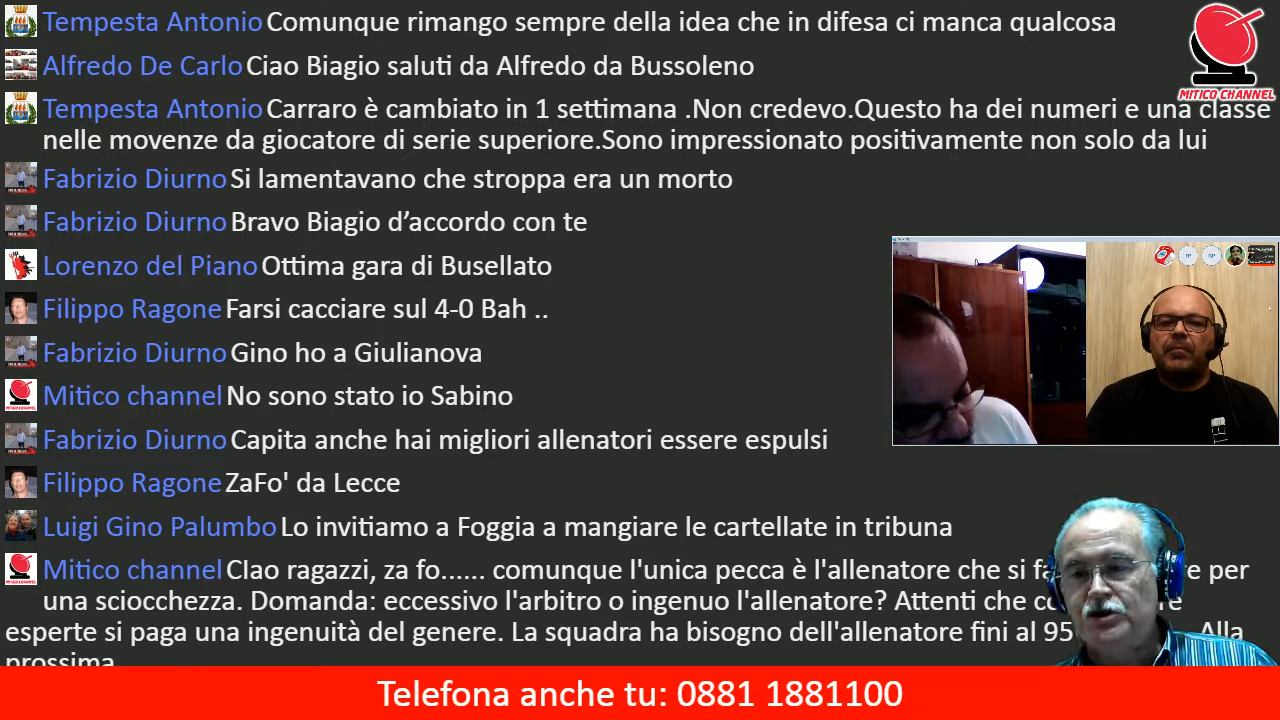 Tempesta Antonio Comunque rimango sempre della idea che in difesa ci manca qualcosa
Alfredo De Carlo Ciao Biagio saluti da Alfredo da Bussoleno
MITICO CHANNEL
Tempesta Antonio Carraro è cambiato in 1 settimana .Non credevo.Questo ha dei numeri e una classe
nelle movenze da giocatore di serie superiore.Sono impressionato positivamente non solo da lui
Fabrizio Diurno Si lamentavano che stroppa era un morto
Fabrizio Diurno Bravo Biagio d’accordo con te
Lorenzo del Piano Ottima gara di Busellato
Filippo Ragone Farsi cacciare sul 4-0 Bah ..
Fabrizio Diurno Gino ho a Giulianova
Mitico channel No sono stato io Sabino
Fabrizio Diurno Capita anche hai migliori allenatori essere espulsi
Filippo Ragone ZaFo' da Lecce
Luigi Gino Palumbo Lo invitiamo a Foggia a mangiare le cartellate in tribuna
Mitico channel CIao ragazzi, za fo...... comunque l'unica pecca è l'allenatore che si per
una sciocchezza. Domanda: eccessivo l'arbitro o ingenuo l'allenatore? Attenti che
esperte si paga una ingenuità del genere. La squadra ha bisogno dell'allenatore fini al 95 Alla
prossima
Telefona anche tu: 0881 1881100